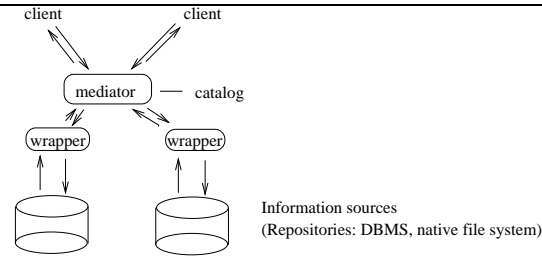 client client
mediator catalog
wrapper wrapper
Information sources
(Repositories: DBMS, native file system)